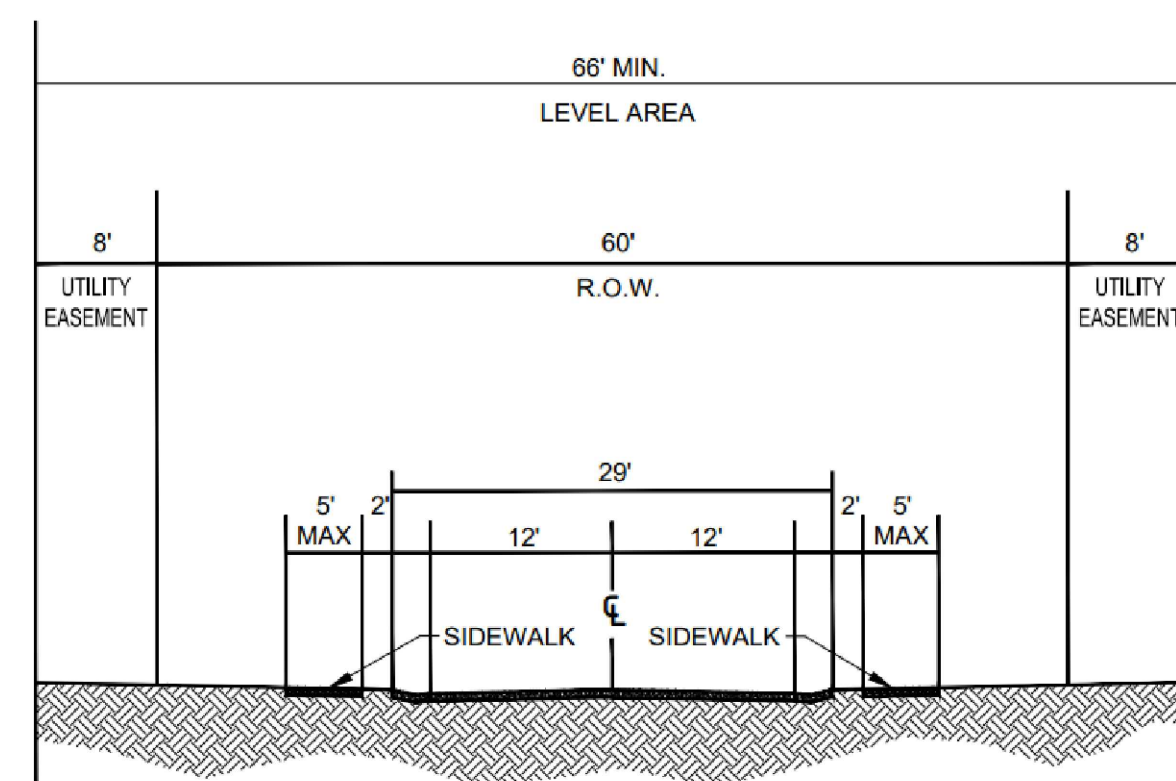 66' MIN.
LEVEL AREA
8'
60'
8'
UTILITY
EASEMENT
R.O.W.
UTILITY
EASEMENT
29'
5'
MAX
2'
12'
12'
2'
5'
MAX
℄
SIDEWALK
SIDEWALK